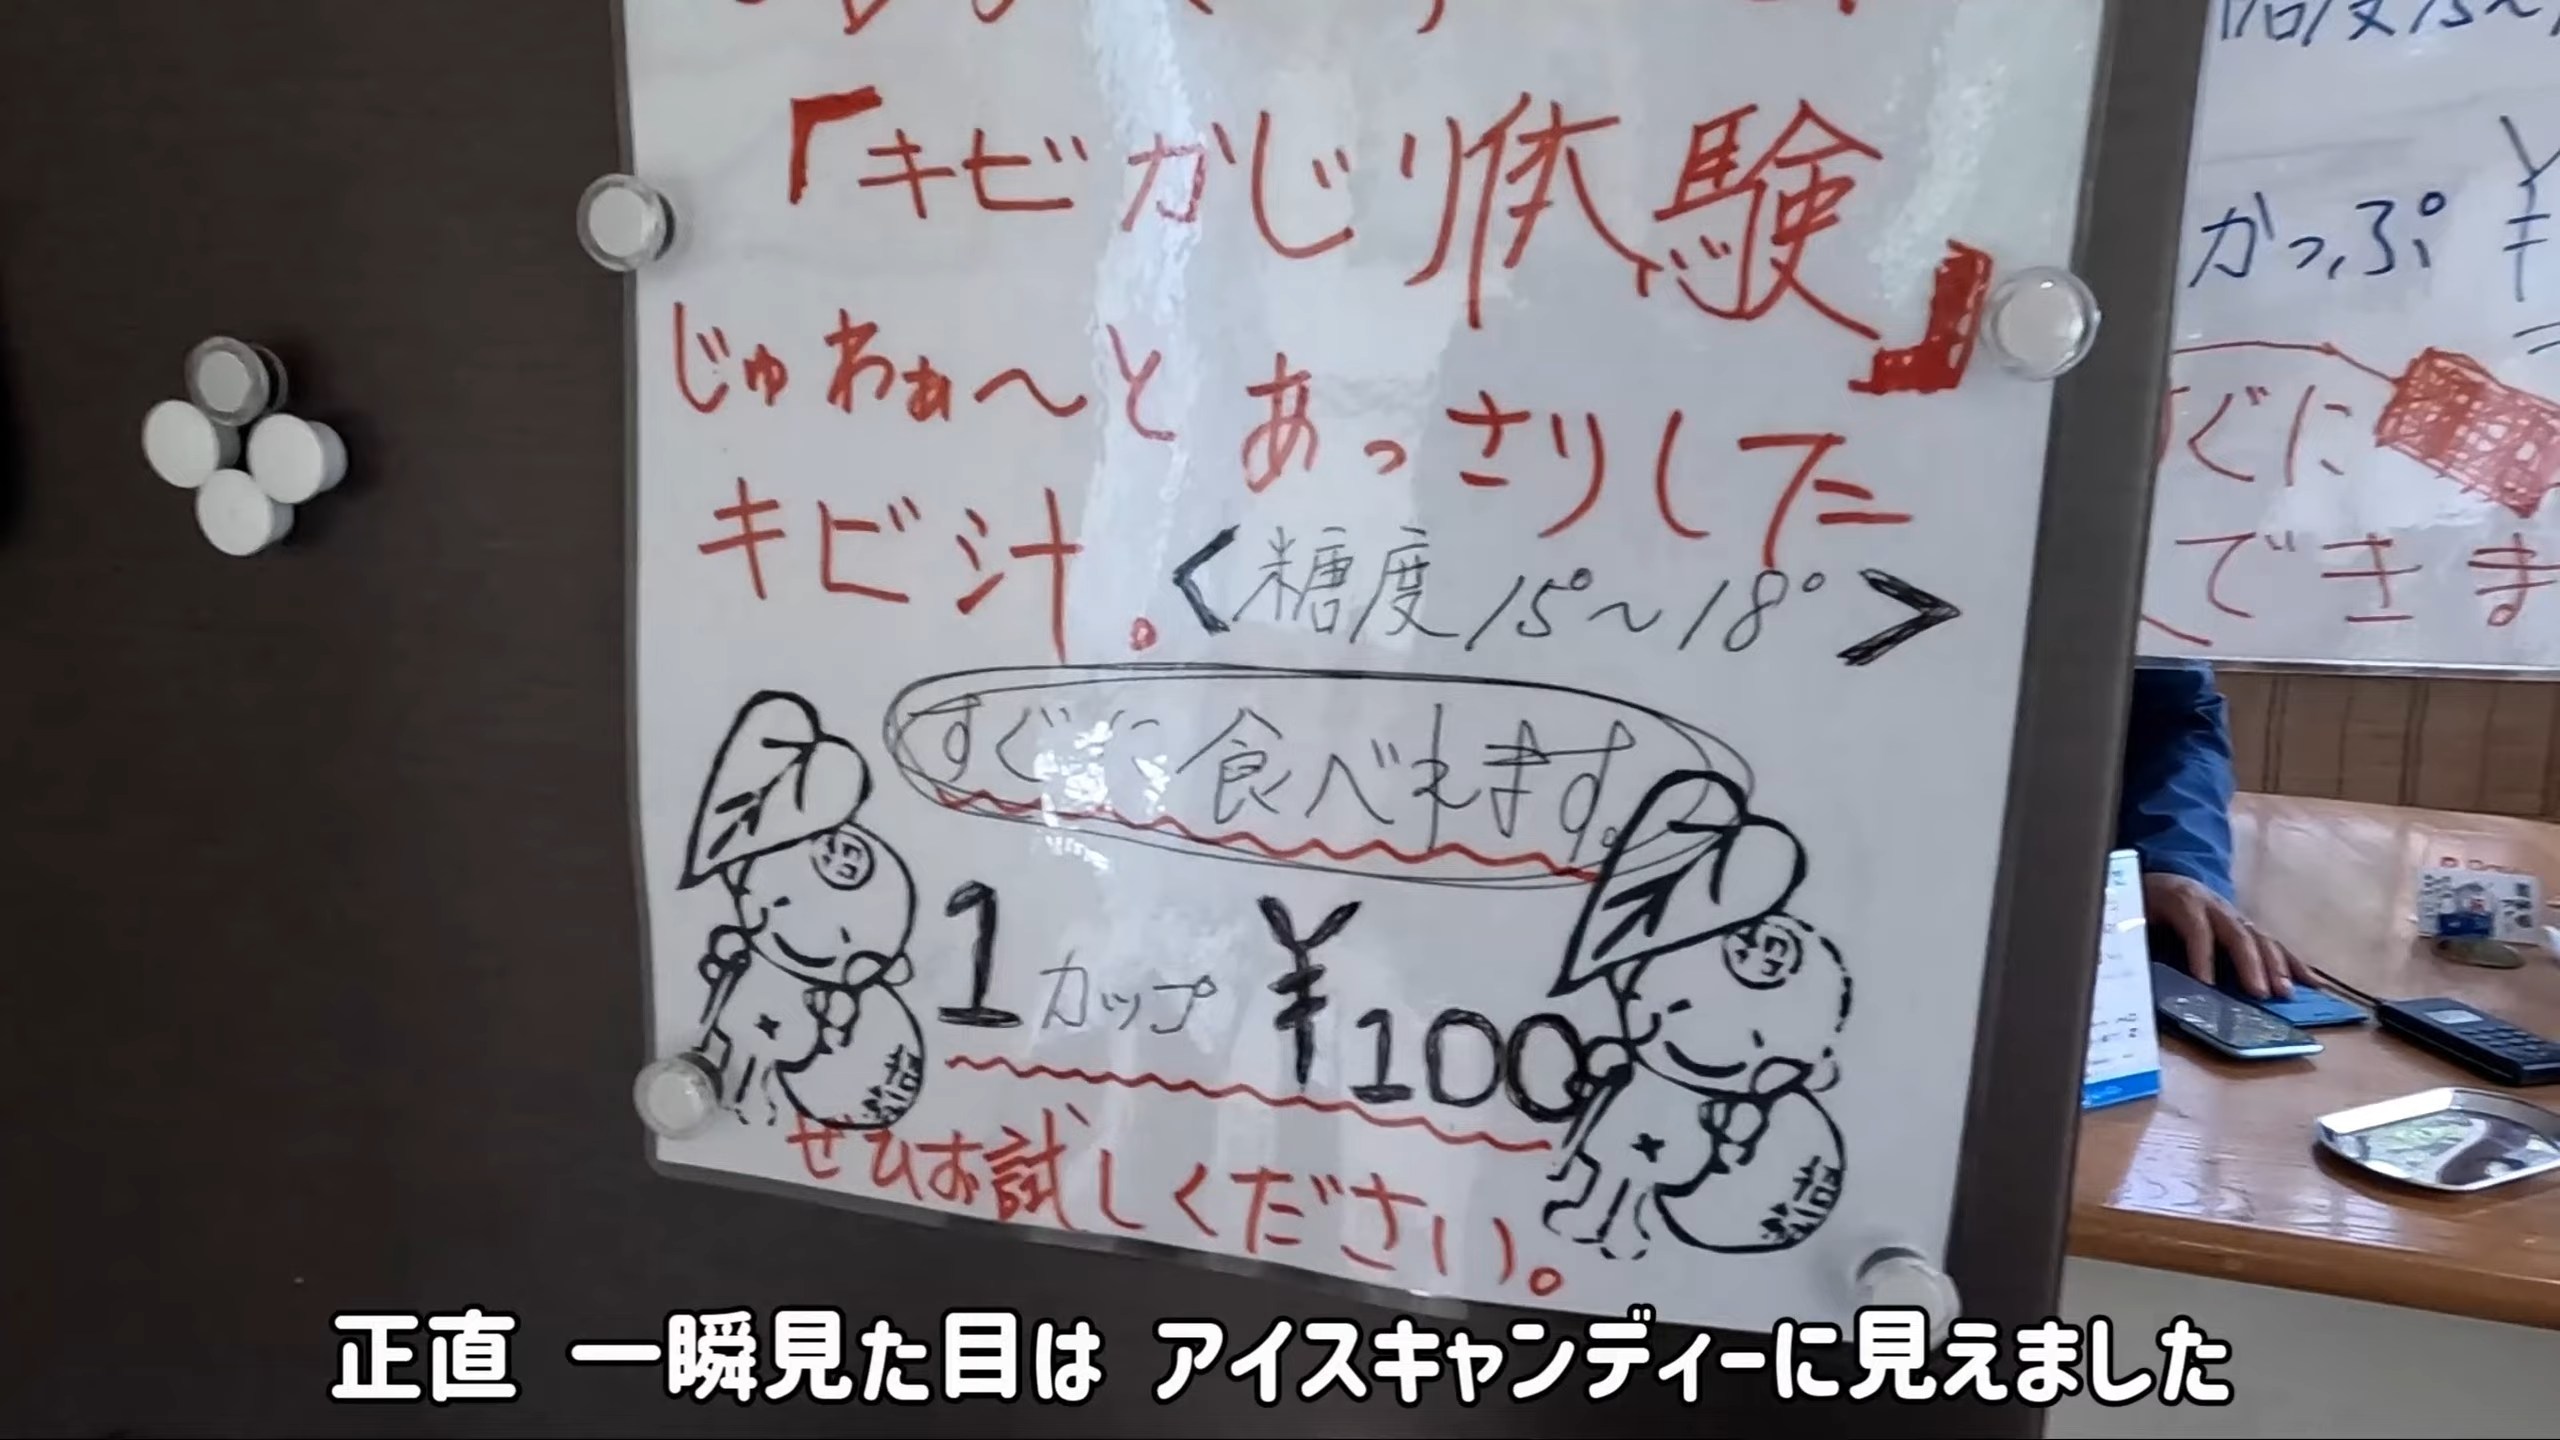 「キビかじり体験」
じゅわぁ〜とあっさりした
キビ汁。
<糖度15°〜18°>
すぐに食べれます。
1カップ ¥100
ぜひお試しください。
かっぷ ¥
ぐに
できま
正直 一瞬見た目は アイスキャンディーに見えました